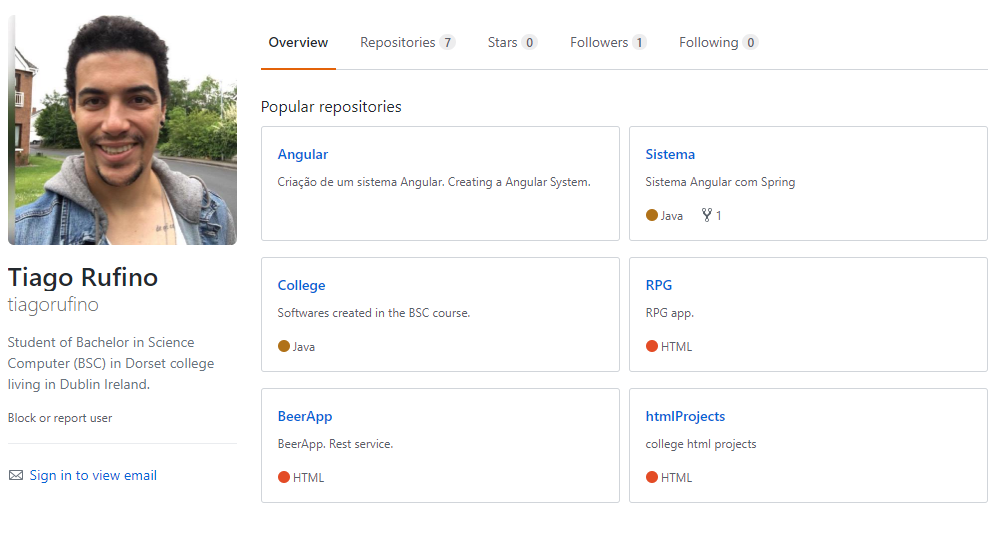 Overview Repositories 7 Stars 0 Followers 1 Following 0
Popular repositories
Angular
Criação de um sistema Angular. Creating a Angular System.
Sistema
Sistema Angular com Spring
Java 1
College
Softwares created in the BSC course.
Java
RPG
RPG app.
HTML
BeerApp
BeerApp. Rest service.
HTML
htmlProjects
college html projects
HTML
Tiago Rufino
tiagorufino
Student of Bachelor in Science
Computer (BSC) in Dorset college
living in Dublin Ireland.
Block or report user
Sign in to view email